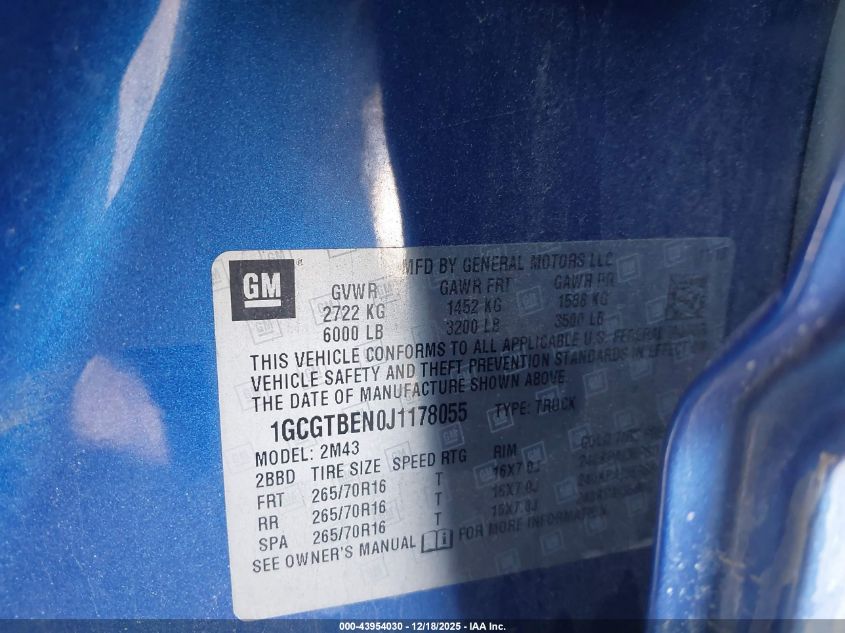 GM
MFD BY GENERAL MOTORS LLC
GVWR GAWR FRT GAWR RR
2722 KG 1452 KG 1588 KG
6000 LB 3200 LB 3500 LB
THIS VEHICLE CONFORMS TO ALL APPLICABLE U.S. FEDERAL
VEHICLE SAFETY AND THEFT PREVENTION STANDARDS IN EFFECT ON
THE DATE OF MANUFACTURE SHOWN ABOVE.
1GCGTBEN0J1178055 TYPE: TRUCK
MODEL: 2M43
2BBD TIRE SIZE SPEED RTG RIM
FRT 265/70R16 T 16X7.0J
RR 265/70R16 T 16X7.0J
SPA 265/70R16 T 16X7.0J
SEE OWNER'S MANUAL FOR MORE INFORMATION.
000-43954030 - 12/18/2025 - IAA Inc.